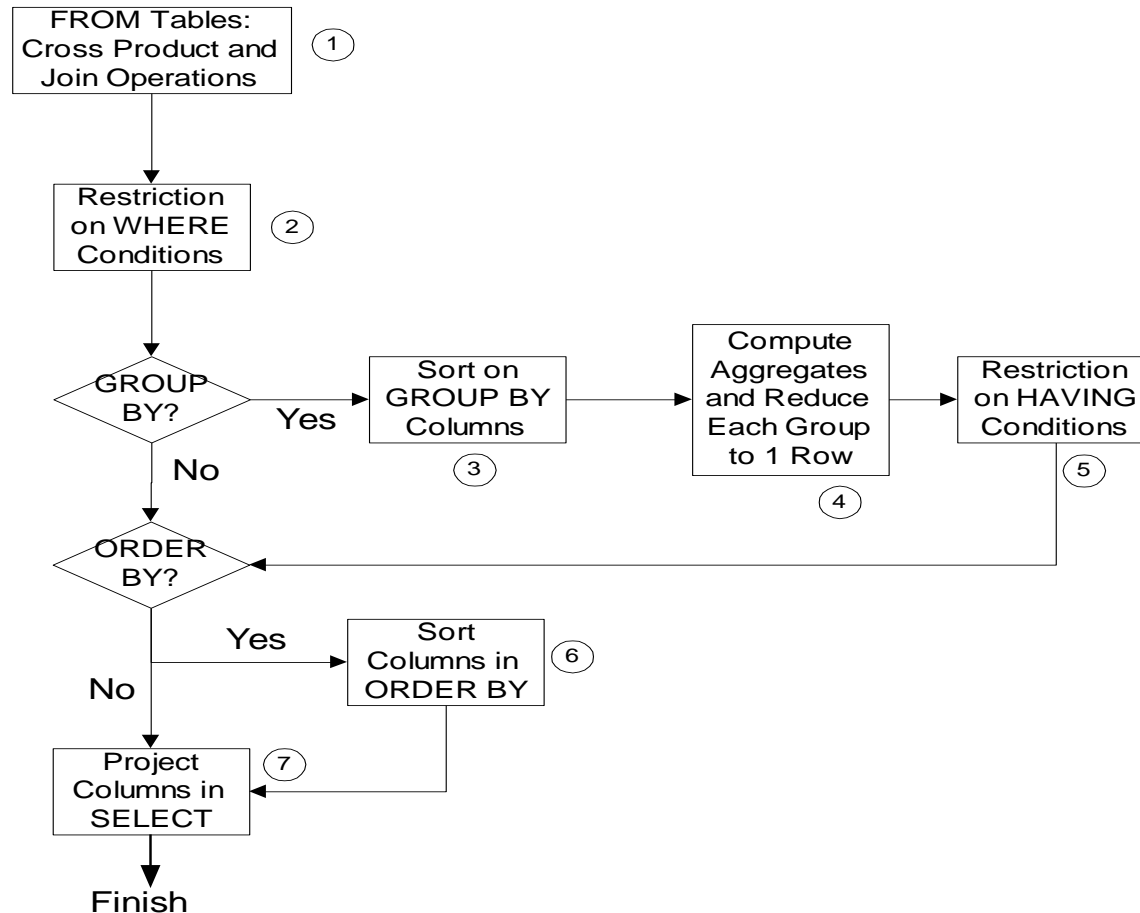 FROM Tables:
Cross Product and
Join Operations
1
Restriction
on WHERE
Conditions
2
GROUP
BY?
Yes
No
Sort on
GROUP BY
Columns
3
Compute
Aggregates
and Reduce
Each Group
to 1 Row
4
Restriction
on HAVING
Conditions
5
ORDER
BY?
Yes
No
Sort
Columns in
ORDER BY
6
Project
Columns in
SELECT
7
Finish